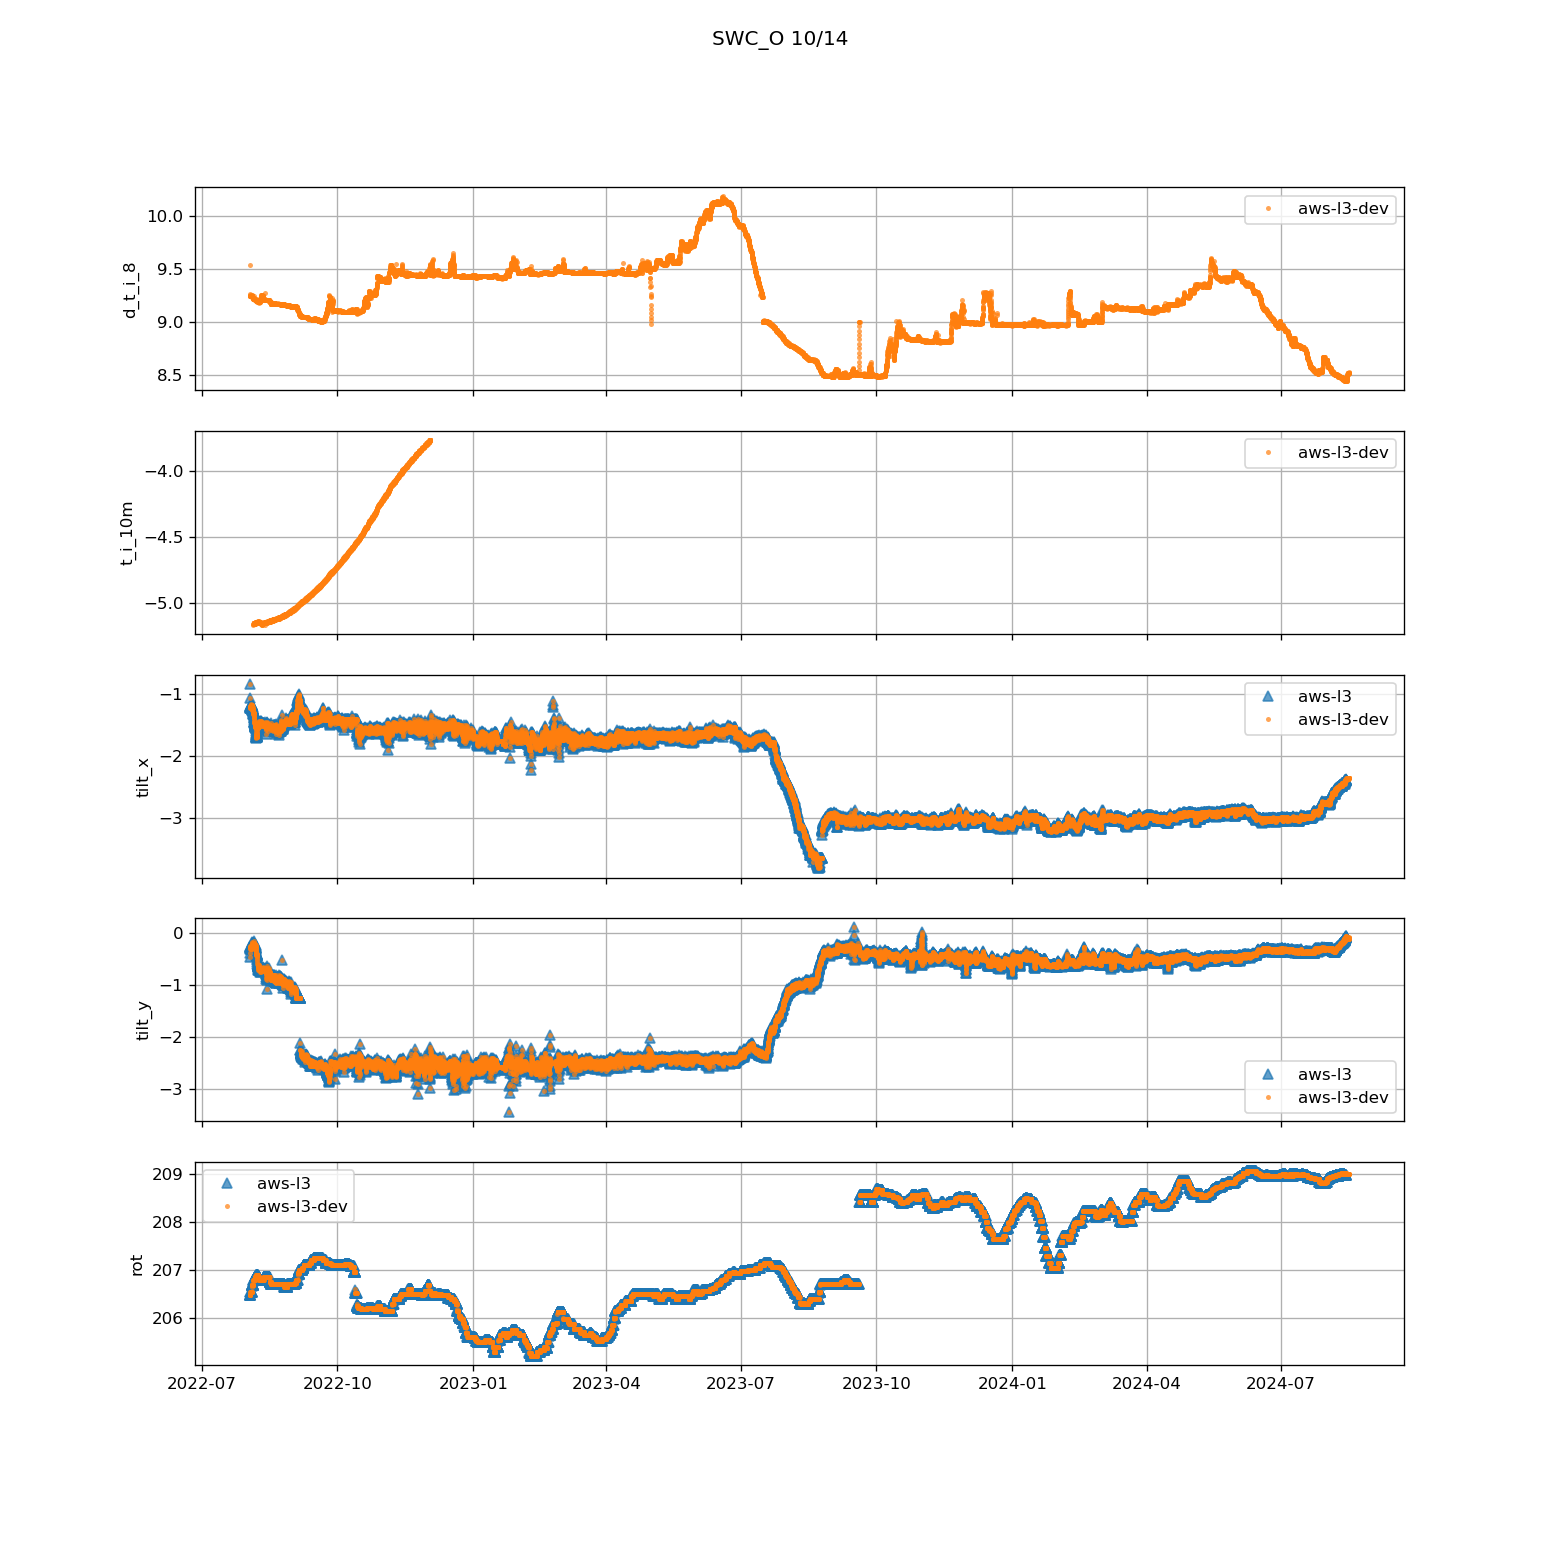 SWC_O 10/14
10.0
9.5
9.0
8.5
d_t_i_8
aws-l3-dev
−4.0
−4.5
−5.0
t_i_10m
aws-l3-dev
−1
−2
−3
tilt_x
aws-l3
aws-l3-dev
0
−1
−2
−3
tilt_y
aws-l3
aws-l3-dev
209
208
207
206
rot
aws-l3
aws-l3-dev
2022-07 2022-10 2023-01 2023-04 2023-07 2023-10 2024-01 2024-04 2024-07